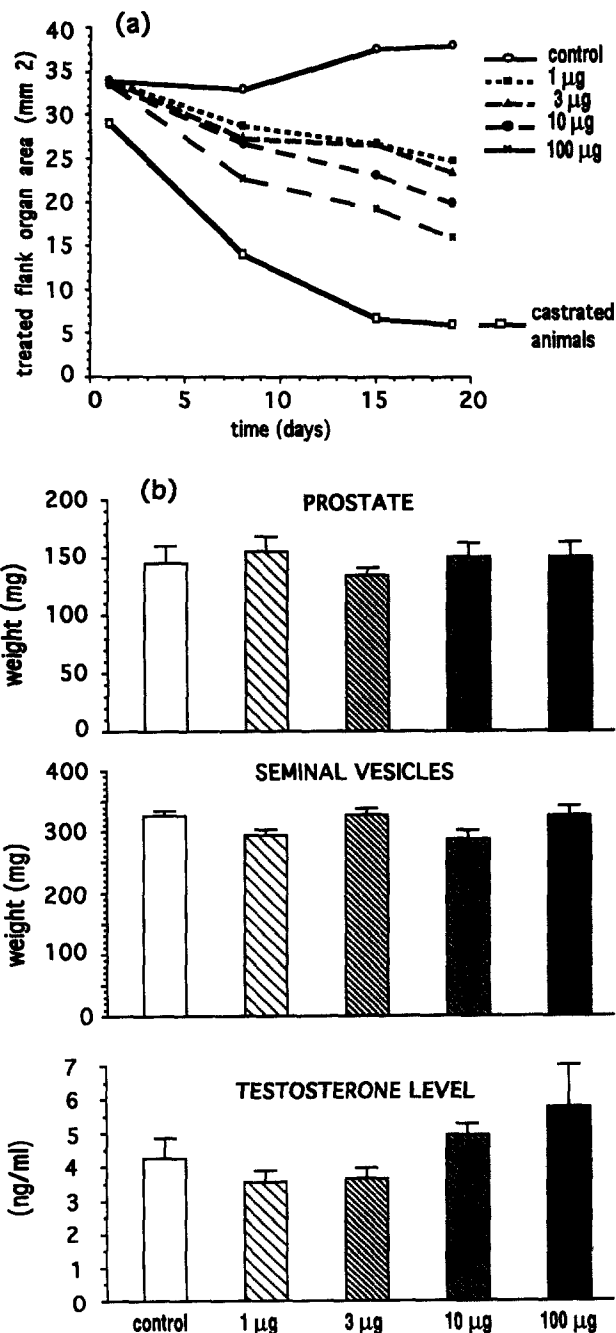 (a)
treated flank organ area (mm 2)
40
35
30
25
20
15
10
5
0
0 5 10 15 20
time (days)
control
1 µg
3 µg
10 µg
100 µg
castrated
animals
(b)
PROSTATE
weight (mg)
200
150
100
50
0
SEMINAL VESICLES
weight (mg)
400
300
200
100
0
TESTOSTERONE LEVEL
(ng/ml)
7
6
5
4
3
2
1
0
control 1 µg 3 µg 10 µg 100 µg